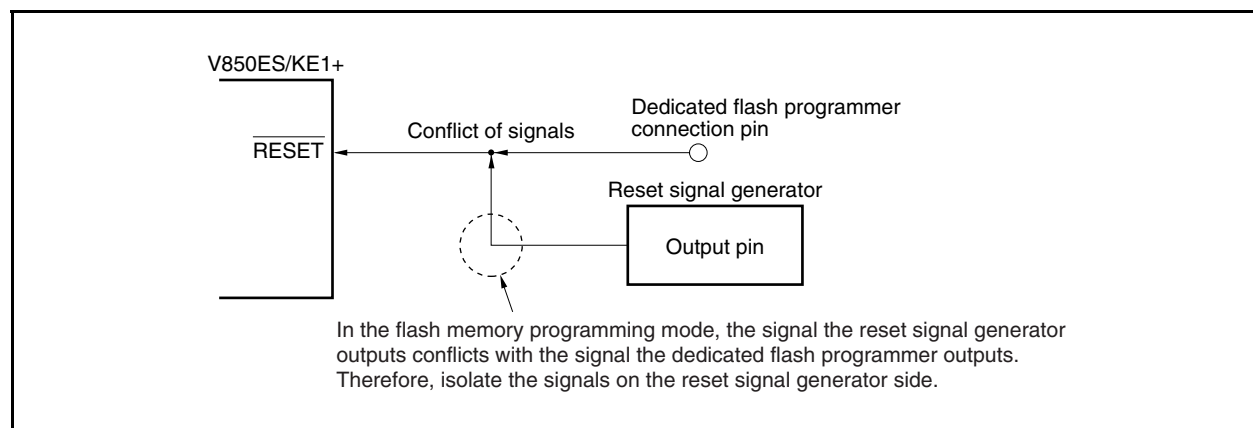 V850ES/KE1+
Dedicated flash programmer
connection pin
Conflict of signals
RESET
Reset signal generator
Output pin
In the flash memory programming mode, the signal the reset signal generator
outputs conflicts with the signal the dedicated flash programmer outputs.
Therefore, isolate the signals on the reset signal generator side.